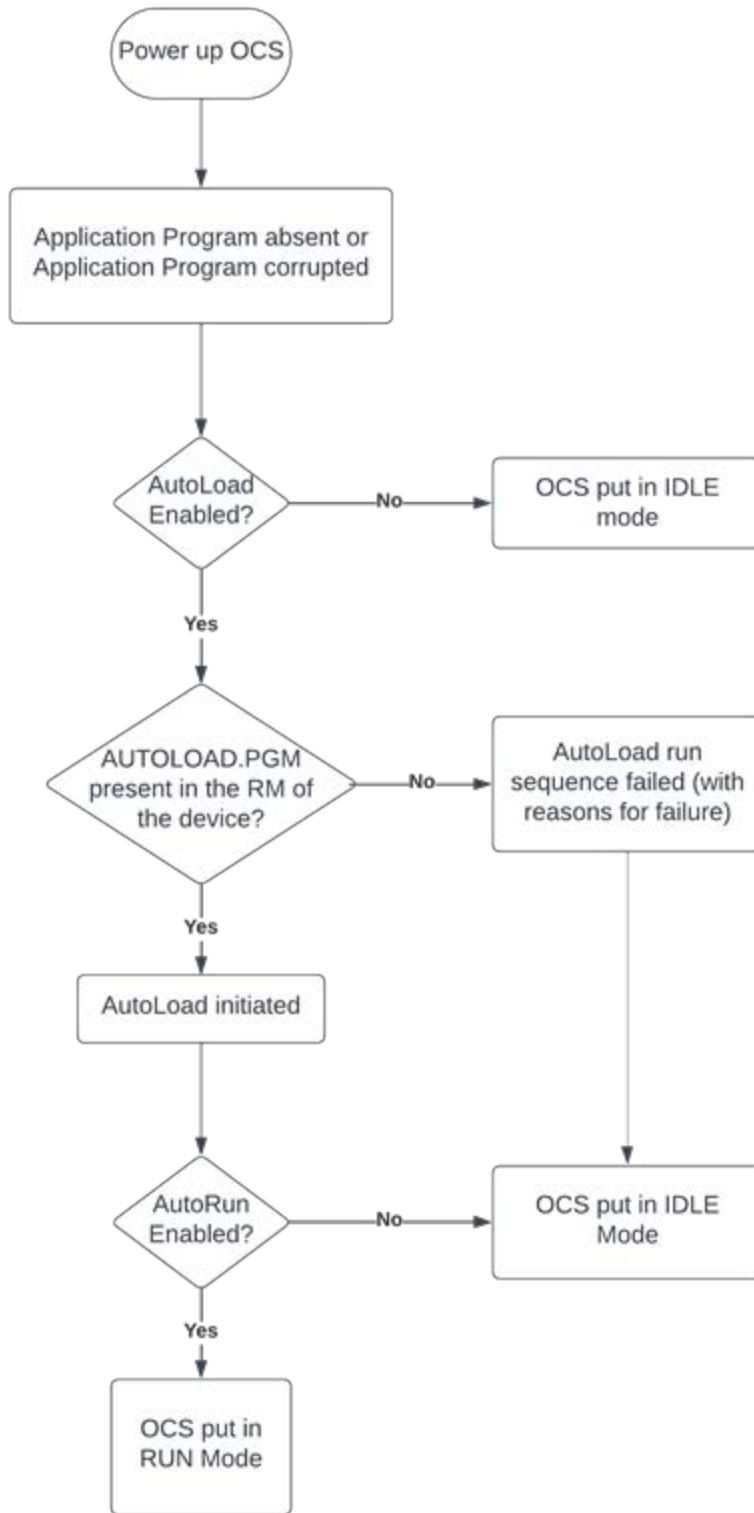 Power up OCS
Application Program absent or
Application Program corrupted
AutoLoad
Enabled?
No
OCS put in IDLE
mode
Yes
AUTOLOAD.PGM
present in the RM of
the device?
No
AutoLoad run
sequence failed (with
reasons for failure)
Yes
AutoLoad initiated
AutoRun
Enabled?
No
OCS put in IDLE
Mode
Yes
OCS put in
RUN Mode